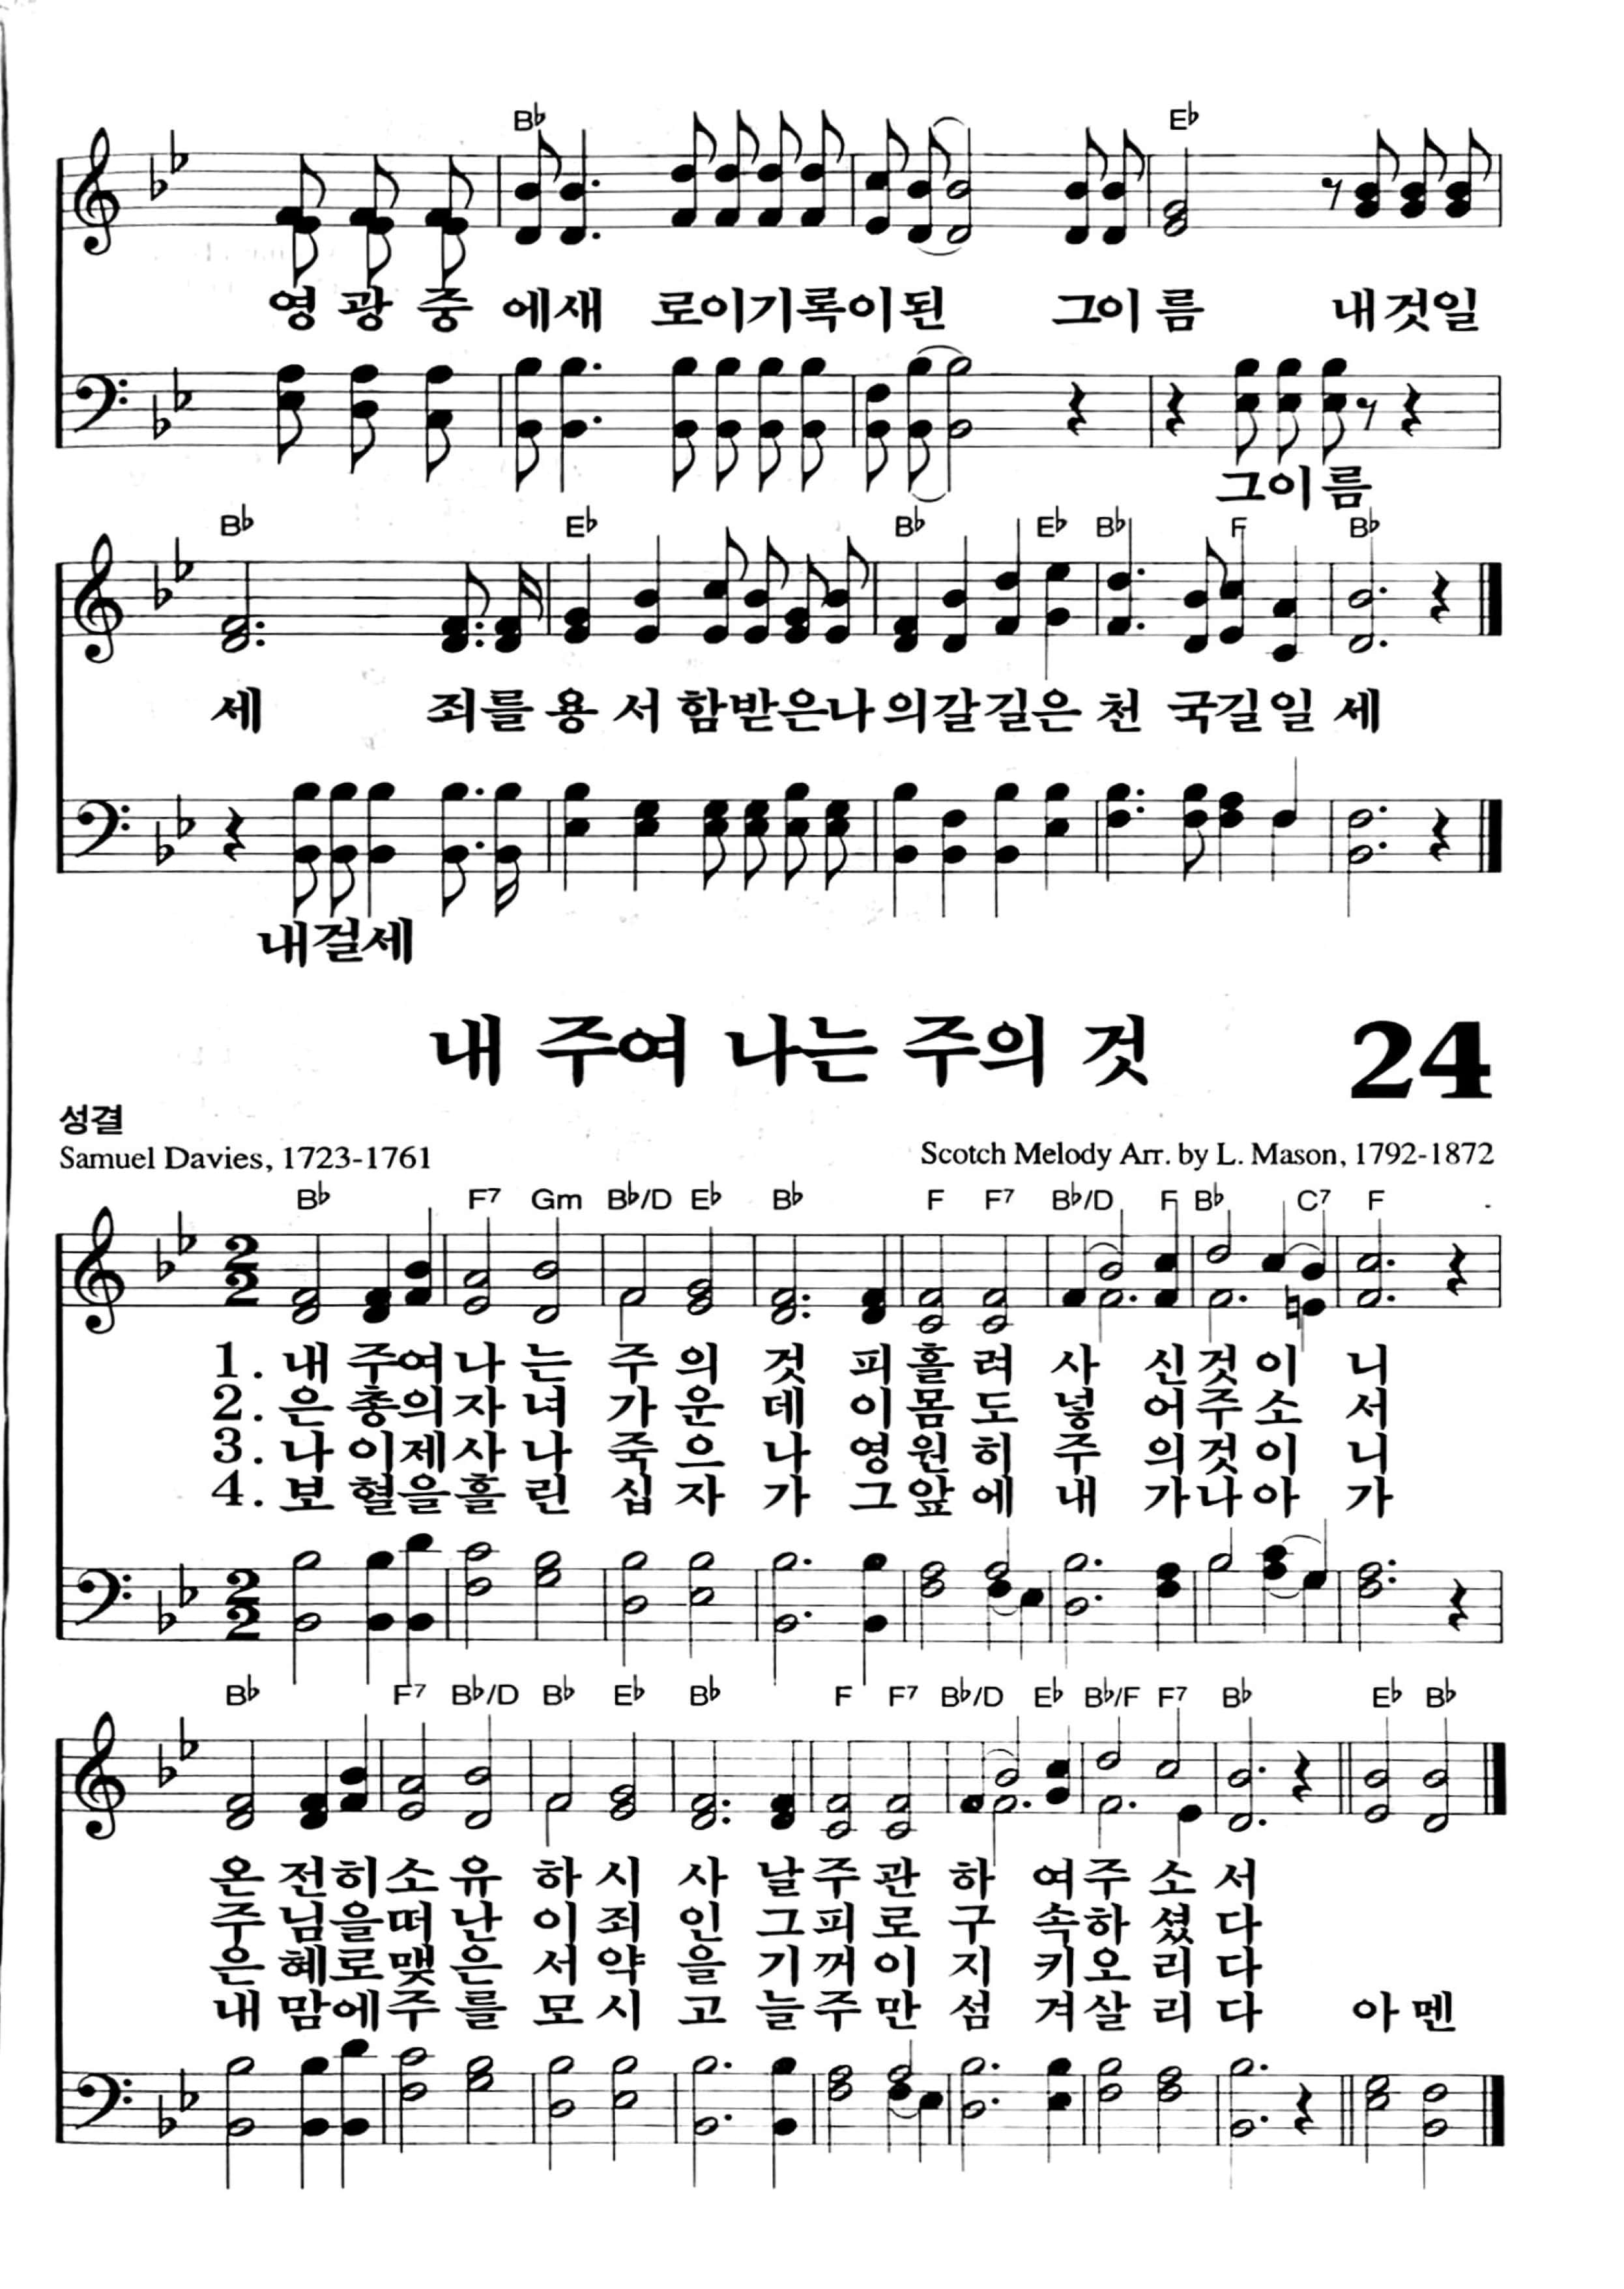 B♭ E♭
영 광 중 에새 로이기록이된 그이름 내것일
그이름
B♭ E♭ B♭ E♭ B♭ F B♭
세 죄를 용 서 함받은나 의갈길은 천 국길일 세
내걸세
내 주여 나는 주의 것 24
성결
Samuel Davies, 1723-1761 Scotch Melody Arr. by L. Mason, 1792-1872
B♭ F7 Gm B♭/D E♭ B♭ F F7 B♭/D F B♭ C7 F
2 2
1. 내 주여나 는 주 의 것 피흘 려 사 신것 이 니
2. 은 총의자 녀 가 운 데 이몸 도 넣 어주 소 서
3. 나 이제사 나 죽 으 나 영원 히 주 의것 이 니
4. 보 혈을흘 린 십 자 가 그앞 에 내 가나 아 가
2 2
B♭ F7 B♭/D B♭ E♭ B♭ F F7 B♭/D E♭ B♭/F F7 B♭ E♭ B♭
온 전히소 유 하 시 사 날주 관 하 여주 소 서
주 님을떠 난 이 죄 인 그피 로 구 속하 셨 다
은 혜로맺 은 서 약 을 기꺼 이 지 키오 리 다
내 맘에주 를 모 시 고 늘주 만 섬 겨살 리 다 아 멘